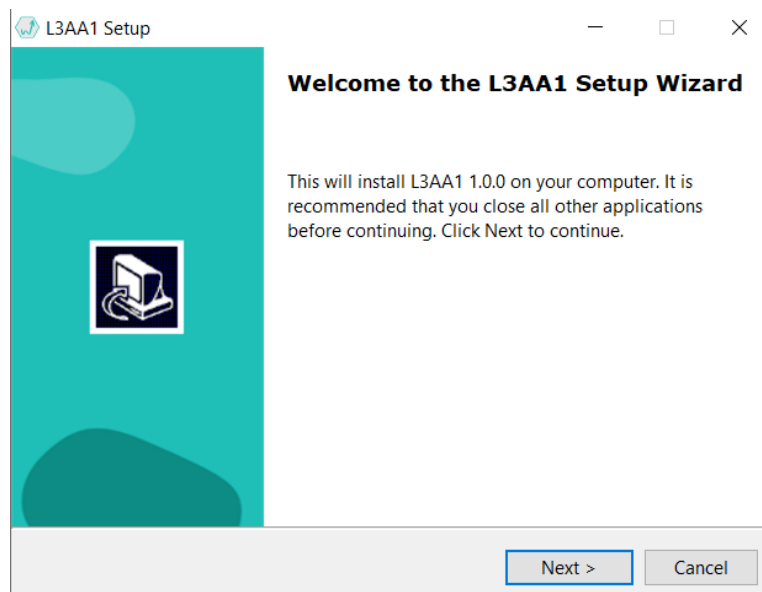 L3AA1 Setup
Welcome to the L3AA1 Setup Wizard
This will install L3AA1 1.0.0 on your computer. It is
recommended that you close all other applications
before continuing. Click Next to continue.
Next >
Cancel